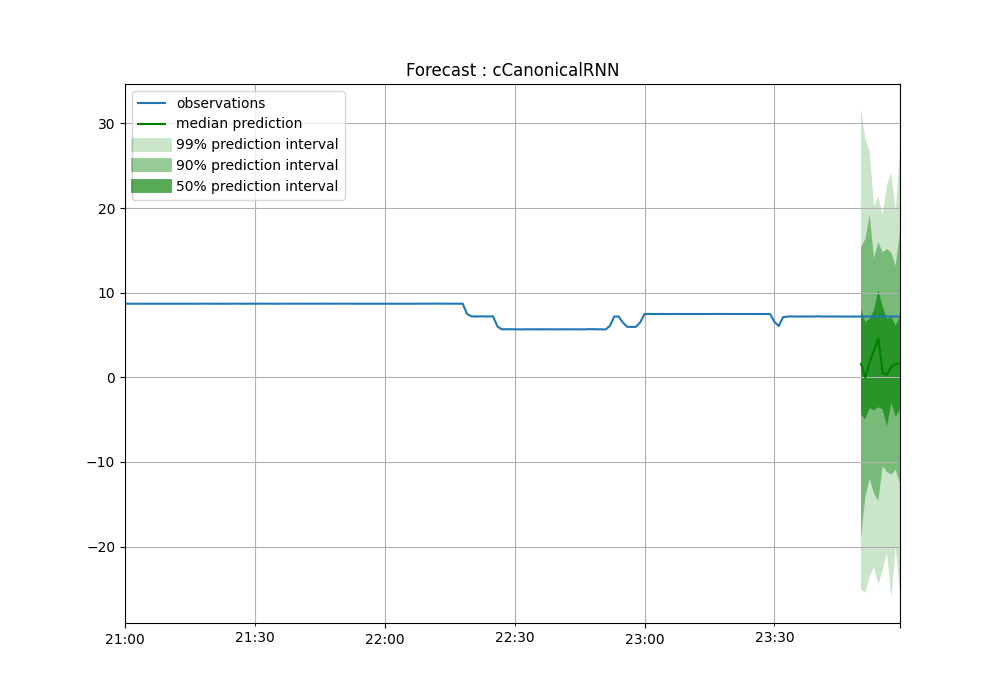 Forecast : cCanonicalRNN
observations
median prediction
99% prediction interval
90% prediction interval
50% prediction interval
30
20
10
0
−10
−20
21:00
21:30
22:00
22:30
23:00
23:30